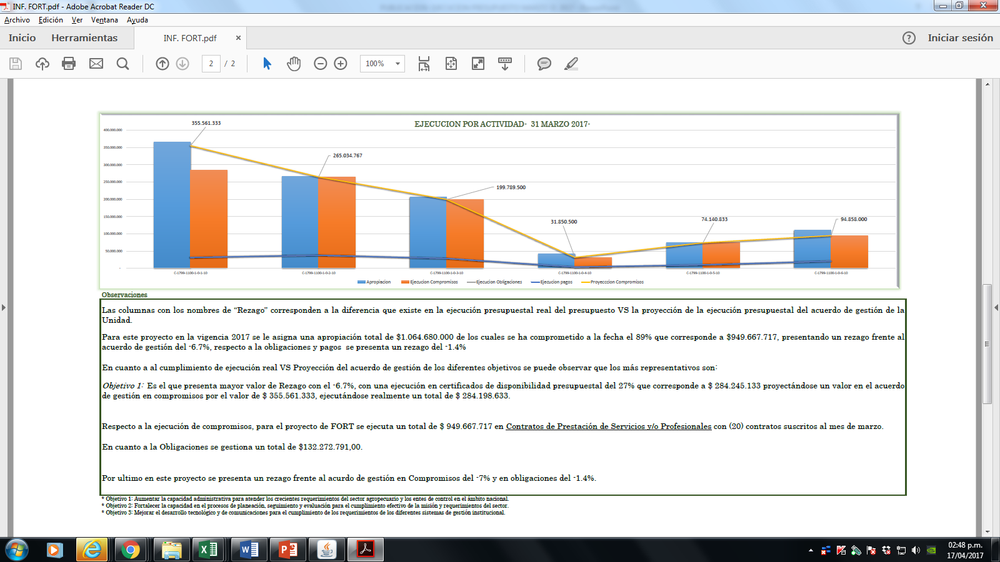 INF. FORT.pdf - Adobe Acrobat Reader DC
Archivo Edición Ver Ventana Ayuda
Inicio Herramientas INF. FORT.pdf × ? Iniciar sesión
2 / 2 100%
EJECUCION POR ACTIVIDAD- 31 MARZO 2017-
355.561.333
265.034.767
199.789.500
31.850.500
74.140.833
94.858.000
400.000.000
350.000.000
300.000.000
250.000.000
200.000.000
150.000.000
100.000.000
50.000.000
-
C-1799-1100-1-0-1-10 C-1799-1100-1-0-2-10 C-1799-1100-1-0-3-10 C-1799-1100-1-0-4-10 C-1799-1100-1-0-5-10 C-1799-1100-1-0-6-10
Apropiacion Ejecucion Compromisos Ejecucion Obligaciones Ejecucion pagos Proyecccion Compromisos
Observaciones
Las columnas con los nombres de “Rezago” corresponden a la diferencia que existe en la ejecución presupuestal real del presupuesto VS la proyección de la ejecución presupuestal del acuerdo de gestión de la
Unidad.
Para este proyecto en la vigencia 2017 se le asigna una apropiación total de $1.064.680.000 de los cuales se ha comprometido a la fecha el 89% que corresponde a $949.667.717, presentando un rezago frente al
acuerdo de gestión del -6.7%, respecto a la obligaciones y pagos se presenta un rezago del -1.4%
En cuanto a al cumplimiento de ejecución real VS Proyección del acuerdo de gestión de los diferentes objetivos se puede observar que los más representativos son:
Objetivo 1: Es el que presenta mayor valor de Rezago con el -6.7%, con una ejecución en certificados de disponibilidad presupuestal del 27% que corresponde a $ 284.245.133 proyectándose un valor en el acuerdo
de gestión en compromisos por el valor de $ 355.561.333, ejecutándose realmente un total de $ 284.198.633.
Respecto a la ejecución de compromisos, para el proyecto de FORT se ejecuta un total de $ 949.667.717 en Contratos de Prestación de Servicios y/o Profesionales con (20) contratos suscritos al mes de marzo.
En cuanto a la Obligaciones se gestiona un total de $132.272.791,00.
Por ultimo en este proyecto se presenta un rezago frente al acurdo de gestión en Compromisos del -7% y en obligaciones del -1.4%.
* Objetivo 1: Aumentar la capacidad administrativa para atender los crecientes requerimientos del sector agropecuario y los entes de control en el ámbito nacional.
* Objetivo 2: Fortalecer la capacidad en el procesos de planeación, seguimiento y evaluación para el cumplimiento efectivo de la misión y requerimientos del sector.
* Objetivo 3: Mejorar el desarrollo tecnológico y de comunicaciones para el cumplimiento de los requerimientos de los diferentes sistemas de gestión institucional.
02:48 p.m.
17/04/2017